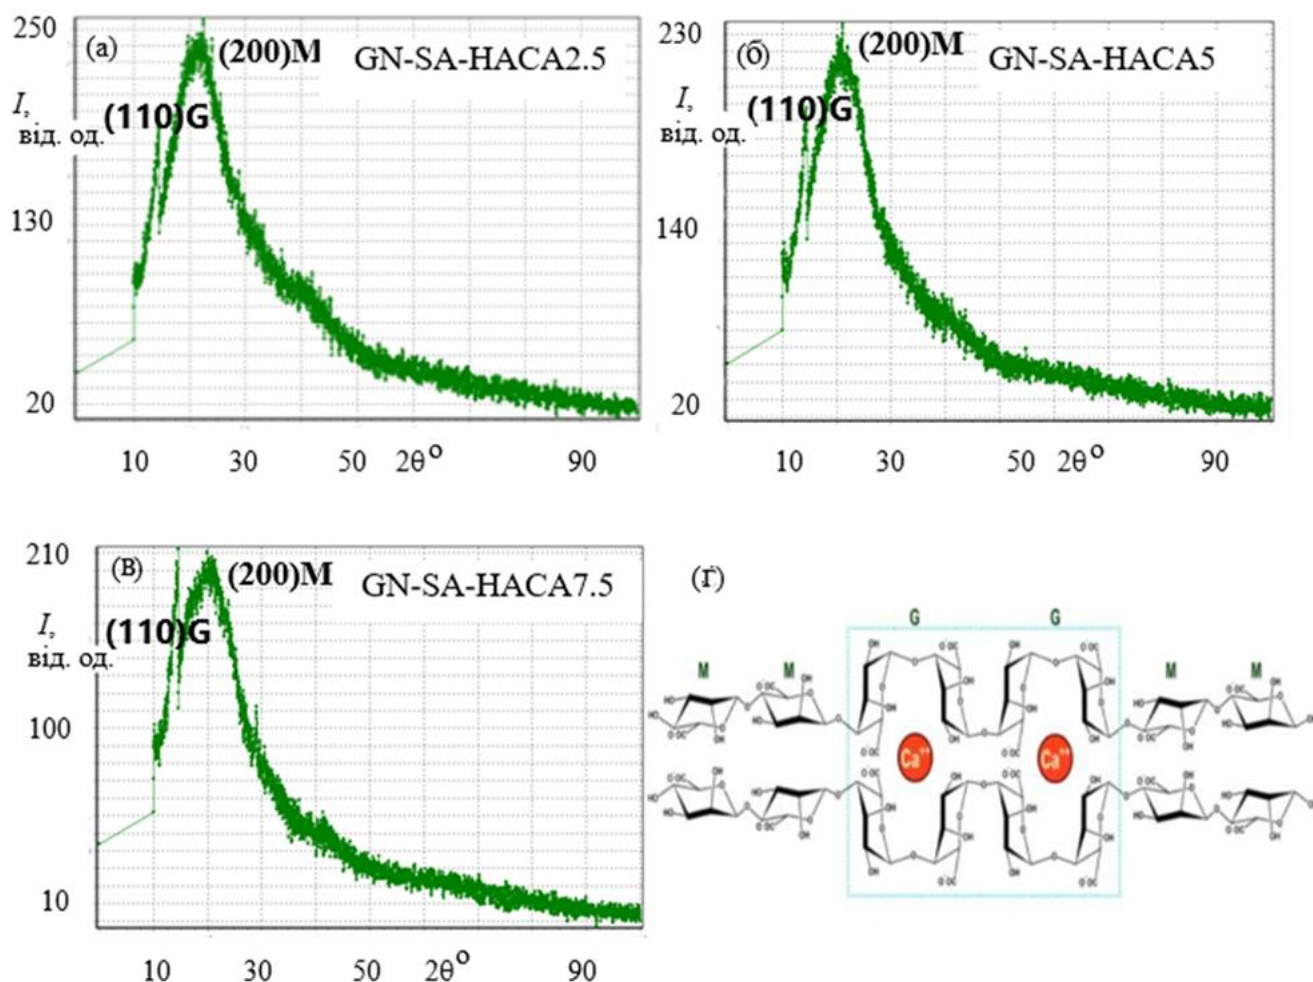 250
(а)
(200)M
GN-SA-HACA2.5
I,
від. од.
(110)G
130
20
10 30 50 2θ° 90
230
(б)
(200)M
GN-SA-HACA5
I,
від. од.
(110)G
140
20
10 30 50 2θ° 90
210
(в)
(200)M
GN-SA-HACA7.5
I,
від. од.
(110)G
100
10
10 30 50 2θ° 90
(г)
G G
M M M M
Ca⁺⁺ Ca⁺⁺